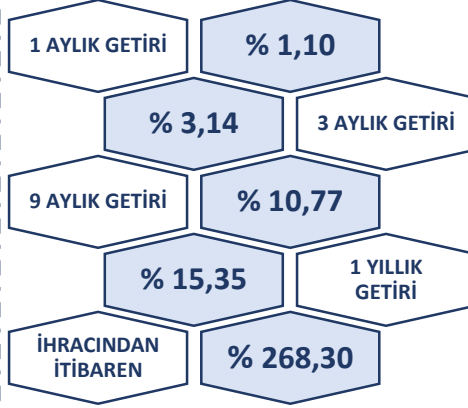 1 AYLIK GETİRİ
% 1,10
% 3,14
3 AYLIK GETİRİ
9 AYLIK GETİRİ
% 10,77
% 15,35
1 YILLIK
GETİRİ
İHRACINDAN
İTİBAREN
% 268,30